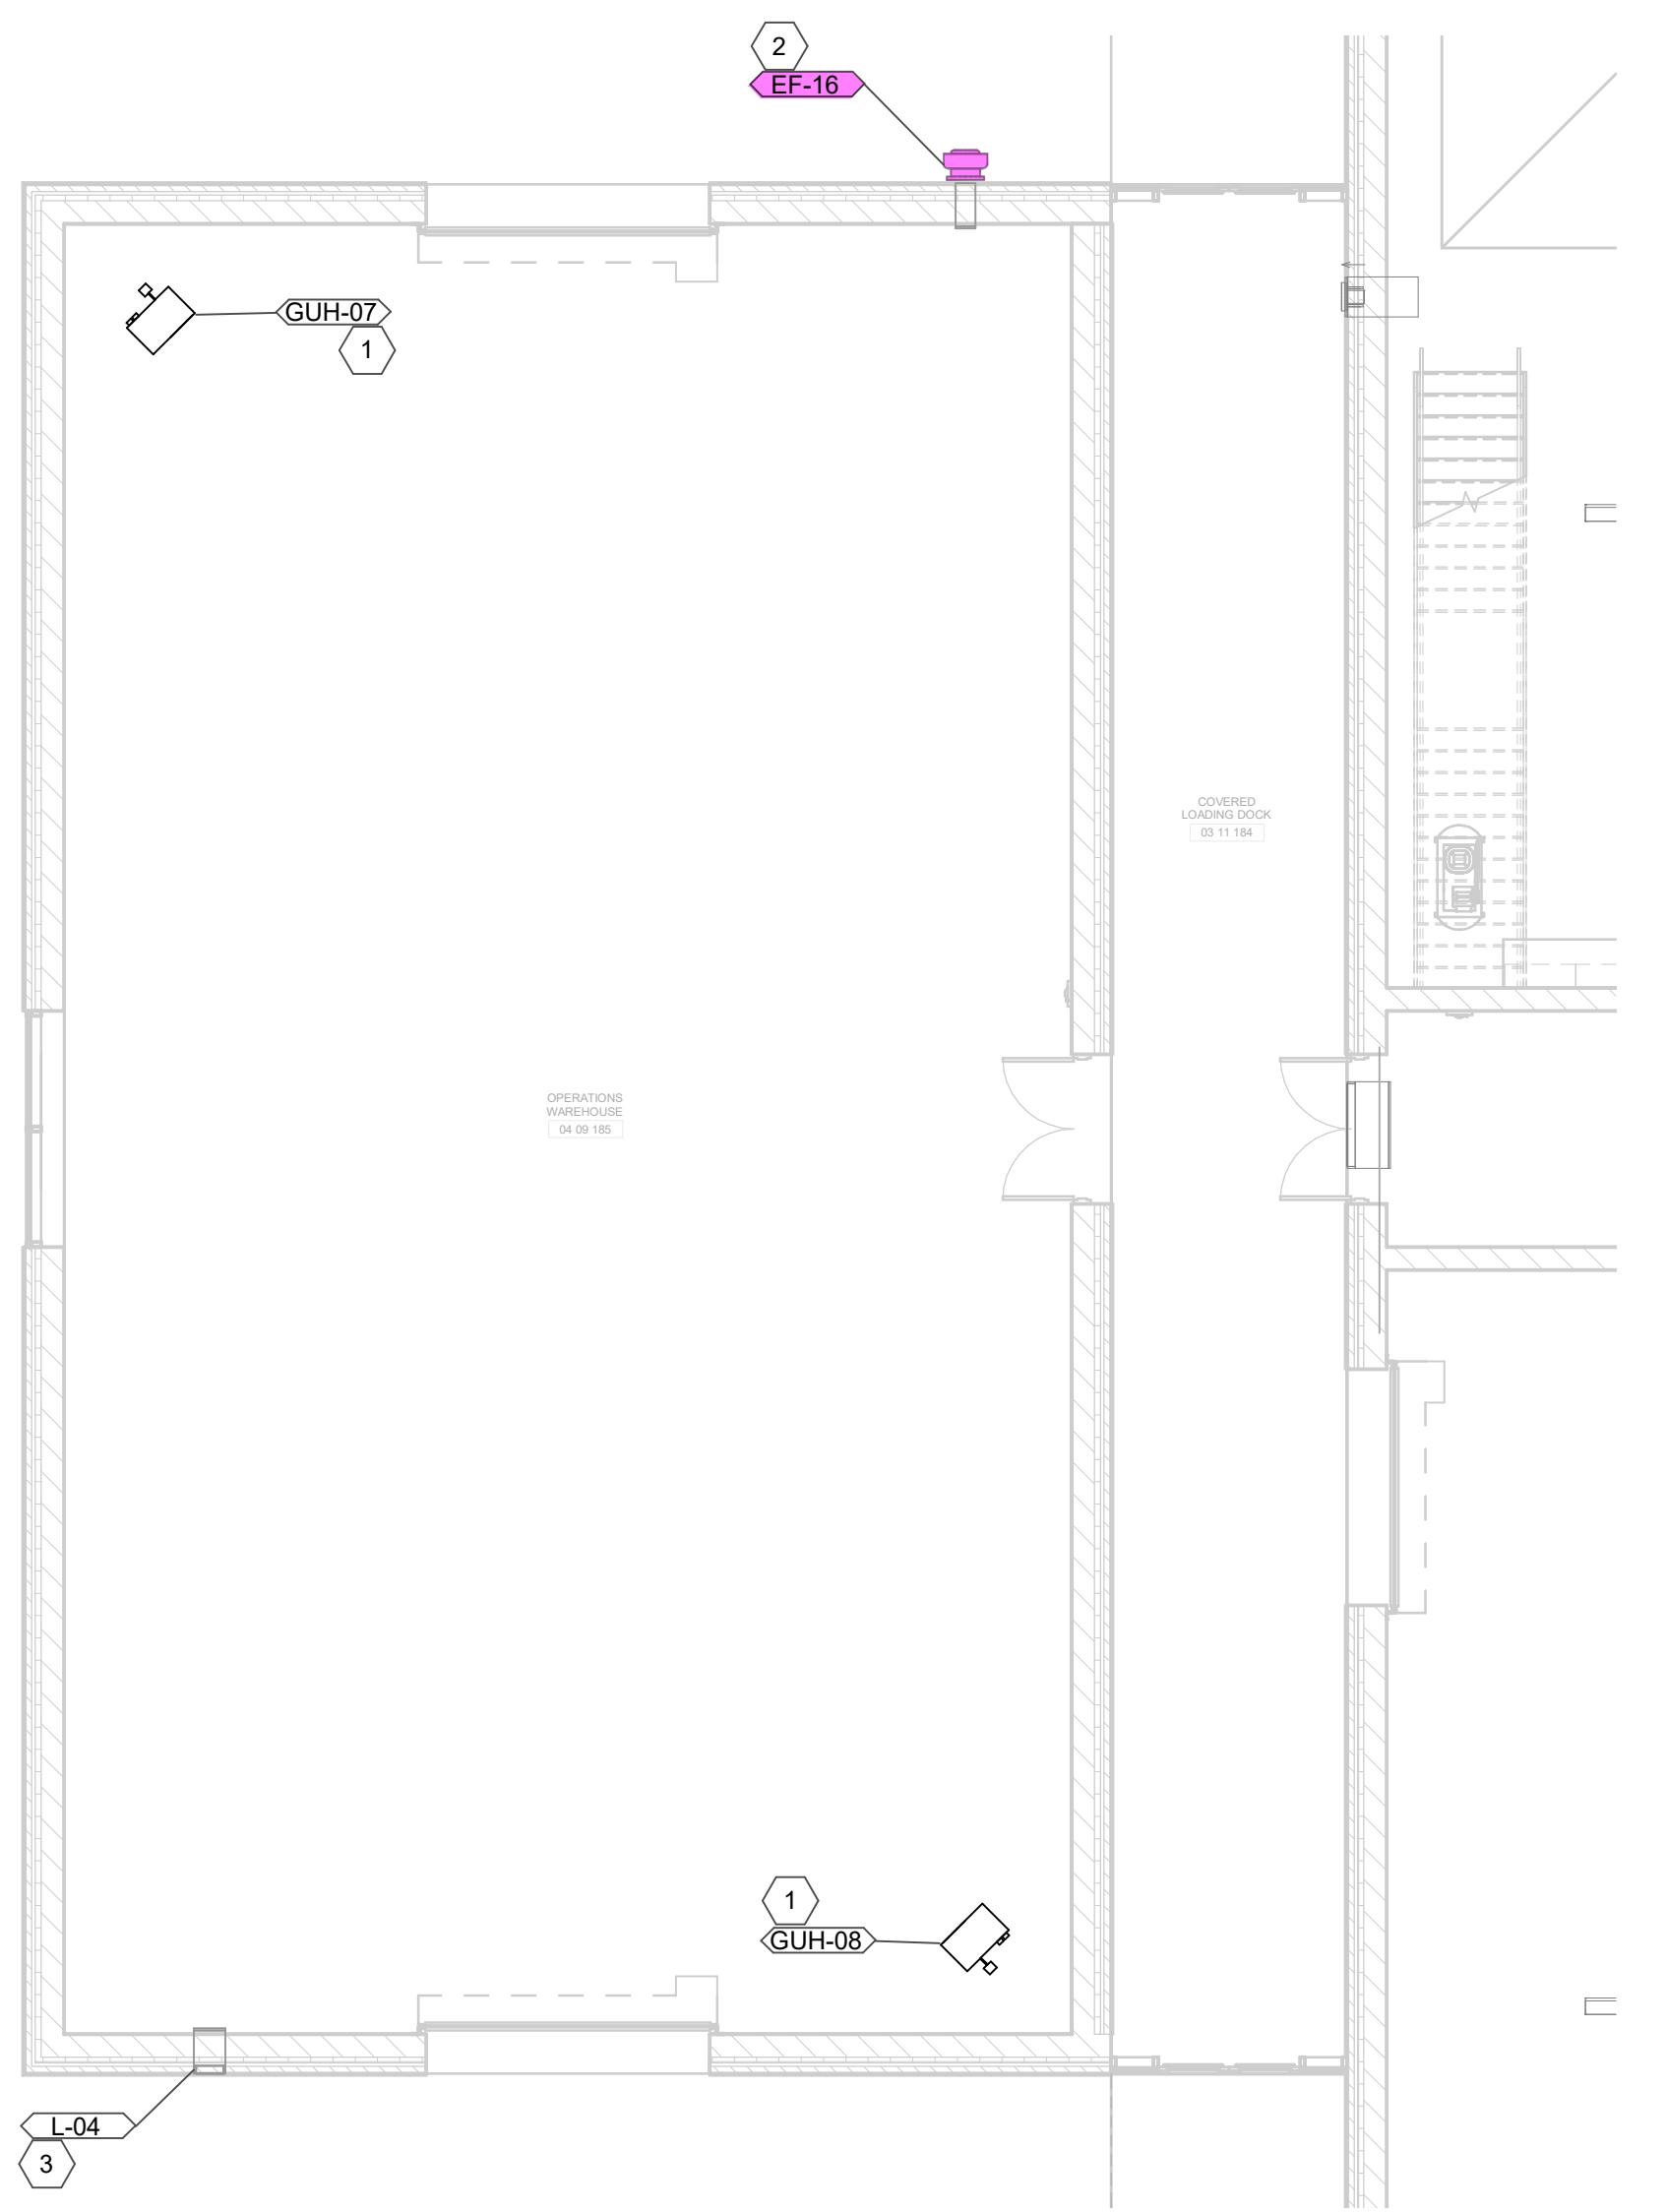 2
EF-16
GUH-07
1
COVERED
LOADING DOCK
03 11 184
OPERATIONS
WAREHOUSE
04 09 185
1
GUH-08
L-04
3